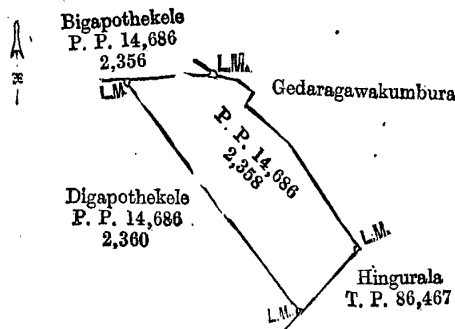 Bigapothekele
P. P. 14,686
2,356
L.M.
Gedaragawakumbura
L.M.
P. P. 14,686
2,358
Digapothekele
P. P. 14,686
2,360
L.M.
Hingurala
T. P. 86,467
L.M.